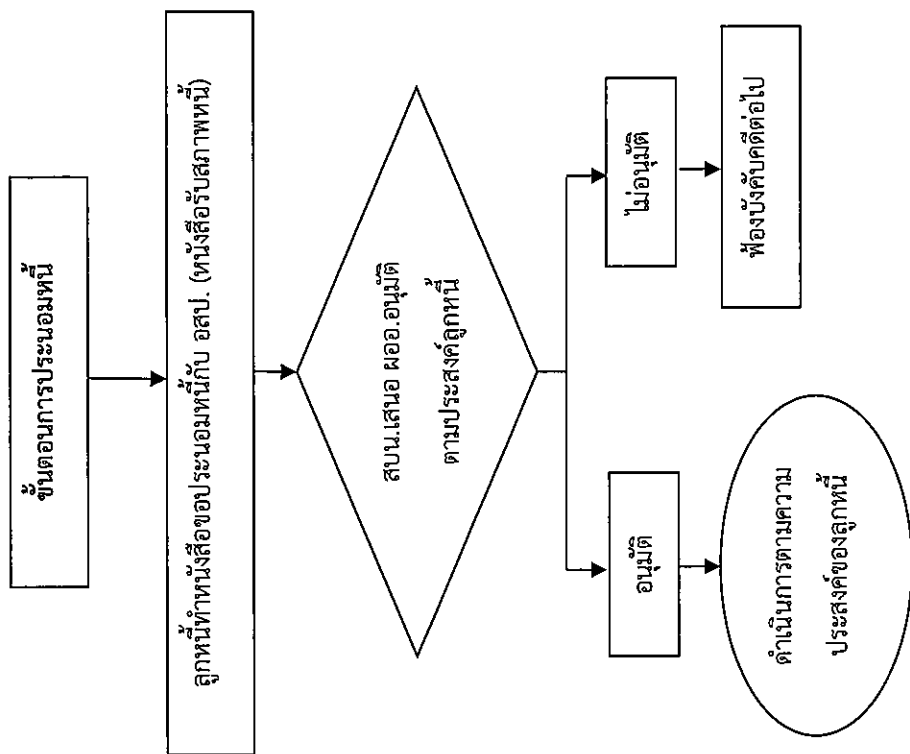 ขั้นตอนการประนอมหนี้
ลูกหนี้ทำหนังสือขอประนอมหนี้กับ อสป. (หนังสือรับสภาพหนี้)
สบน.เสนอ ผออ.อนุมัติ
ตามประสงค์ลูกหนี้
อนุมัติ
ไม่อนุมัติ
ดำเนินการตามความ
ประสงค์ของลูกหนี้
ฟ้องบังคับคดีต่อไป